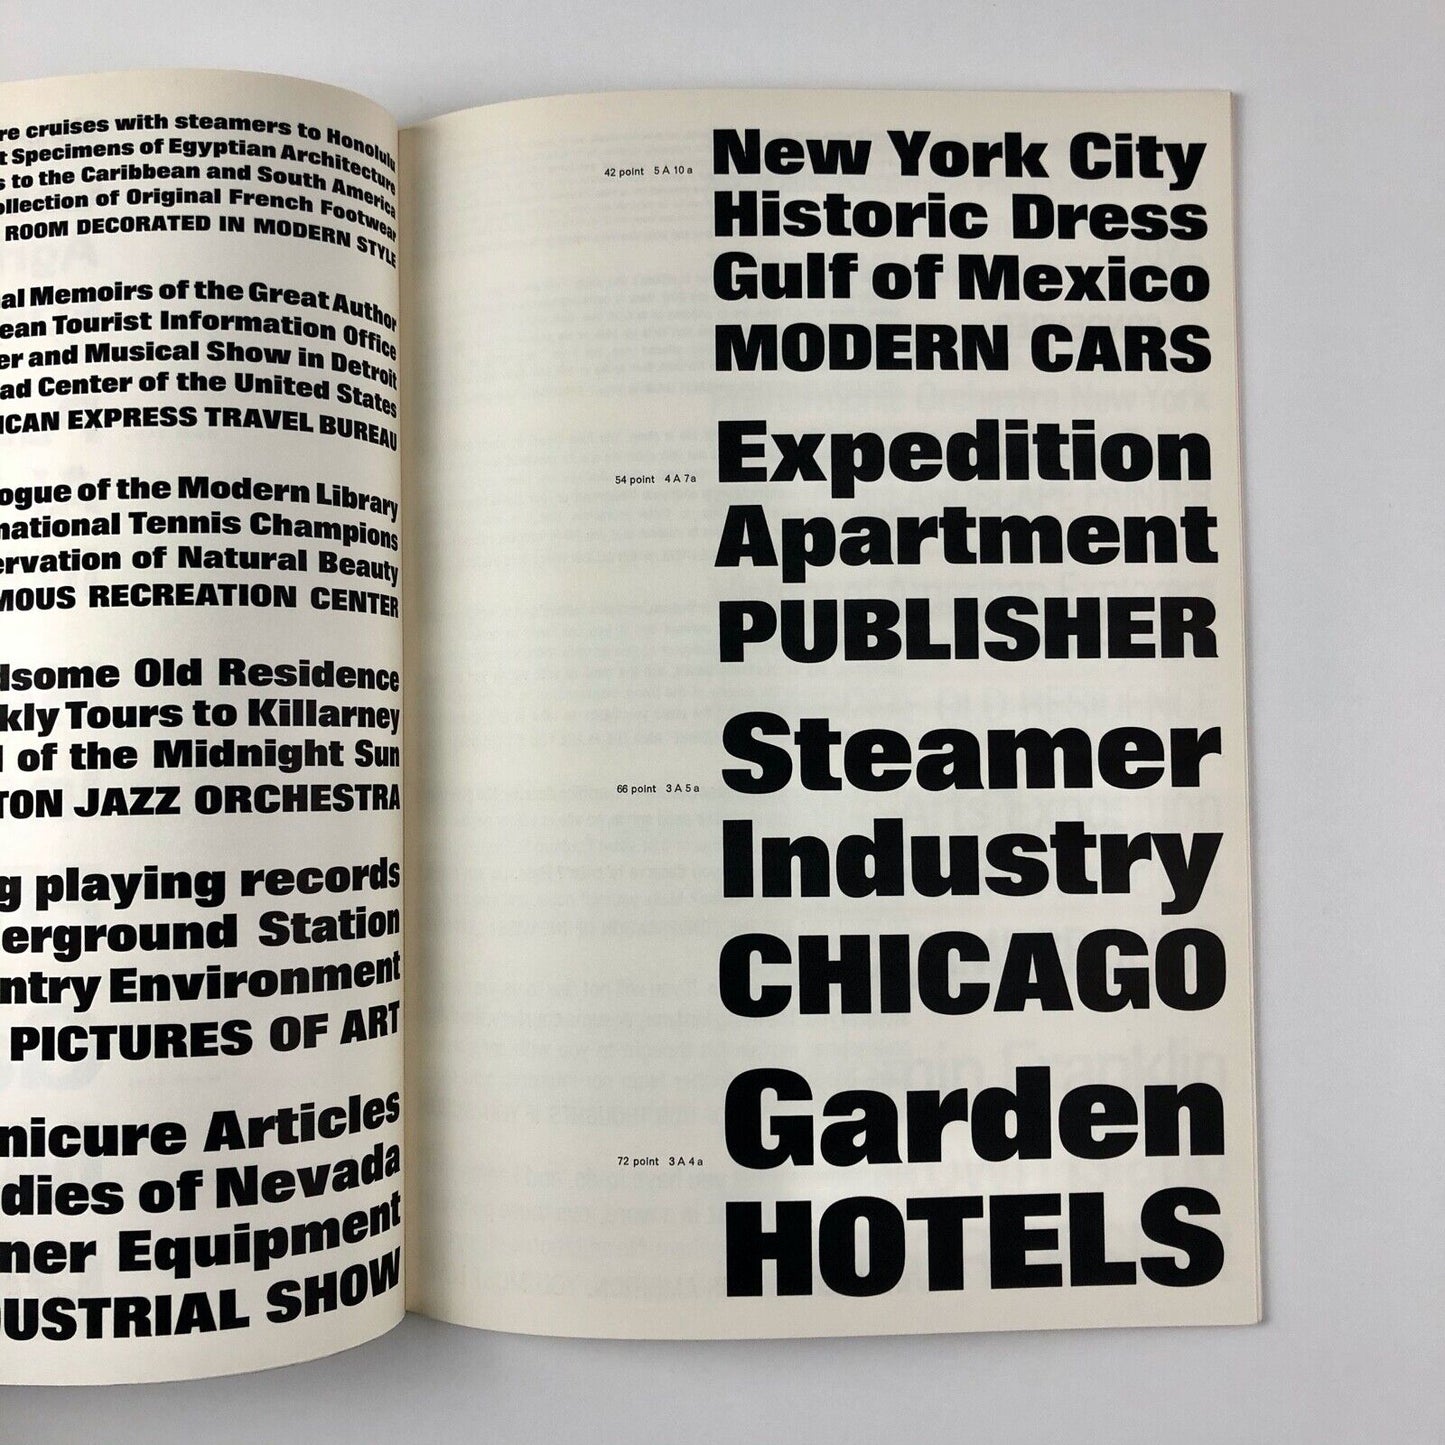 re cruises with steamers to Honolulu
t Specimens of Egyptian Architecture
s to the Caribbean and South America
ollection of Original French Footwear
ROOM DECORATED IN MODERN STYLE
al Memoirs of the Great Author
ean Tourist Information Office
er and Musical Show in Detroit
ad Center of the United States
ICAN EXPRESS TRAVEL BUREAU
ogue of the Modern Library
national Tennis Champions
ervation of Natural Beauty
MOUS RECREATION CENTER
dsome Old Residence
kly Tours to Killarney
of the Midnight Sun
TON JAZZ ORCHESTRA
g playing records
erground Station
ntry Environment
PICTURES OF ART
nicure Articles
dies of Nevada
ner Equipment
DUSTRIAL SHOW
42 point 5 A 10 a
New York City
Historic Dress
Gulf of Mexico
MODERN CARS
54 point 4 A 7 a
Expedition
Apartment
PUBLISHER
66 point 3 A 5 a
Steamer
Industry
CHICAGO
72 point 3 A 4 a
Garden
HOTELS